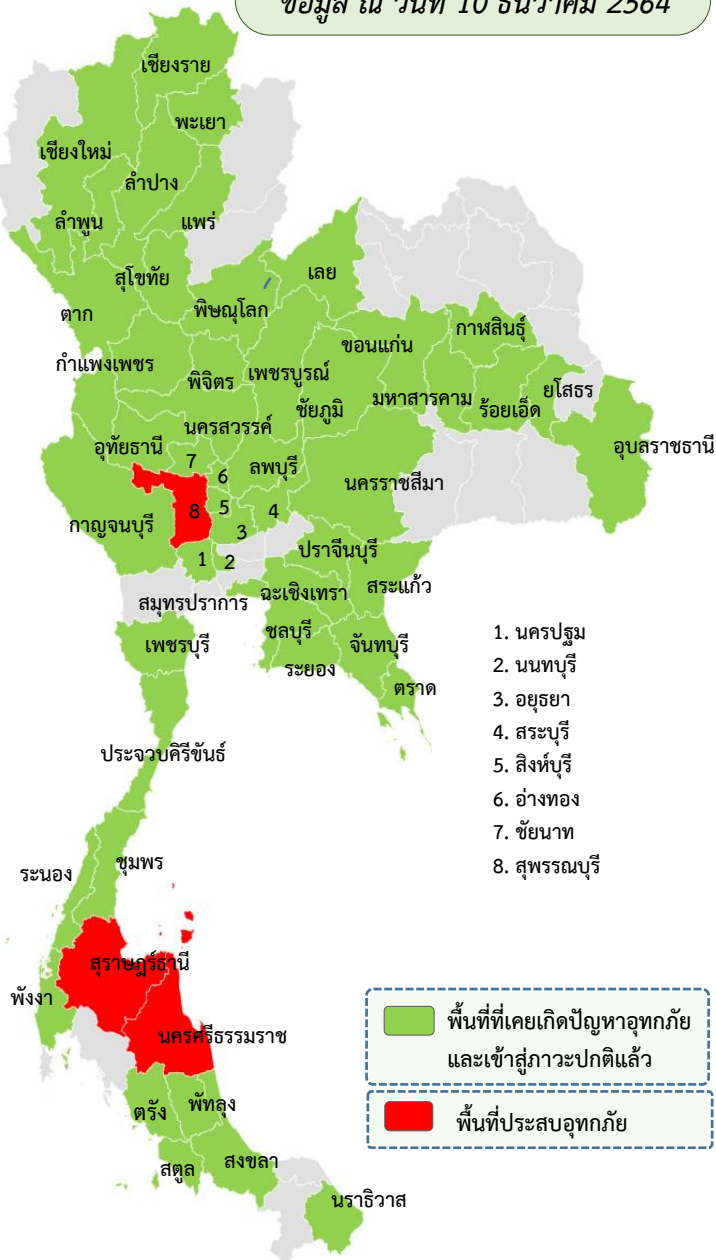 ข้อมูล ณ วันที่ 10 ธันวาคม 2564
เชียงราย
พะเยา
เชียงใหม่
ลำปาง
ลำพูน
แพร่
สุโขทัย
เลย
ตาก
พิษณุโลก
กาฬสินธุ์
ขอนแก่น
กำแพงเพชร
พิจิตร
เพชรบูรณ์
มหาสารคาม
ยโสธร
ร้อยเอ็ด
ชัยภูมิ
นครสวรรค์
อุทัยธานี
อุบลราชธานี
7
6
ลพบุรี
นครราชสีมา
8
5
4
กาญจนบุรี
3
1
2
ปราจีนบุรี
สระแก้ว
ฉะเชิงเทรา
สมุทรปราการ
ชลบุรี
จันทบุรี
เพชรบุรี
ระยอง
ตราด
1. นครปฐม
2. นนทบุรี
3. อยุธยา
4. สระบุรี
5. สิงห์บุรี
6. อ่างทอง
7. ชัยนาท
8. สุพรรณบุรี
ประจวบคิรีขันธ์
ชุมพร
ระนอง
สุราษฎร์ธานี
พังงา
นครศรีธรรมราช
ตรัง
พัทลุง
สตูล
สงขลา
นราธิวาส
พื้นที่ที่เคยเกิดปัญหาอุทกภัย
และเข้าสู่ภาวะปกติแล้ว
พื้นที่ประสบอุทกภัย